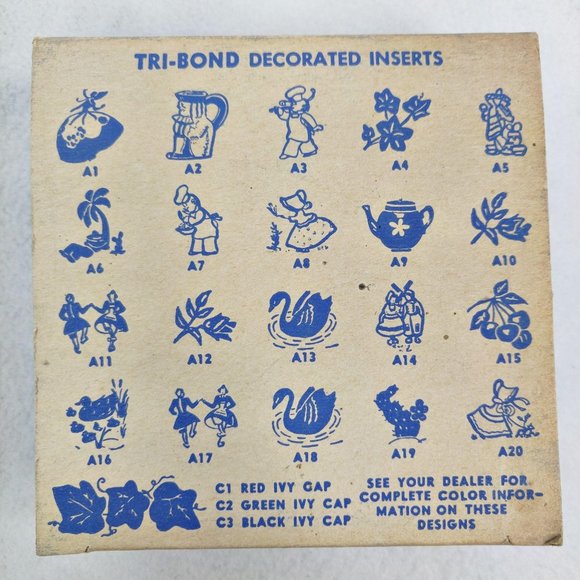 TRI-BOND DECORATED INSERTS
A1 A2 A3 A4 A5
A6 A7 A8 A9 A10
A11 A12 A13 A14 A15
A16 A17 A18 A19 A20
C1 RED IVY CAP
C2 GREEN IVY CAP
C3 BLACK IVY CAP
SEE YOUR DEALER FOR
COMPLETE COLOR INFOR-
MATION ON THESE
DESIGNS